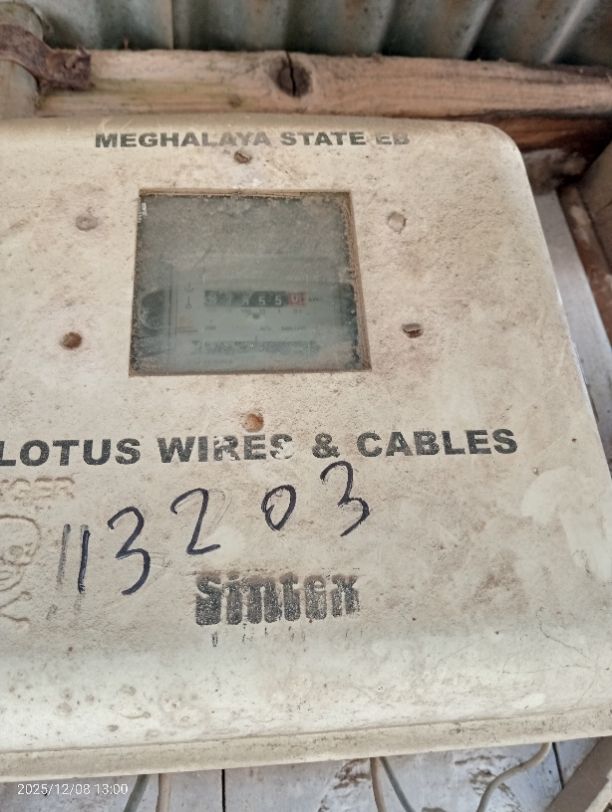 MEGHALAYA STATE EB
LOTUS WIRES & CABLES
113203
Sintex
2025/12/08 13:00